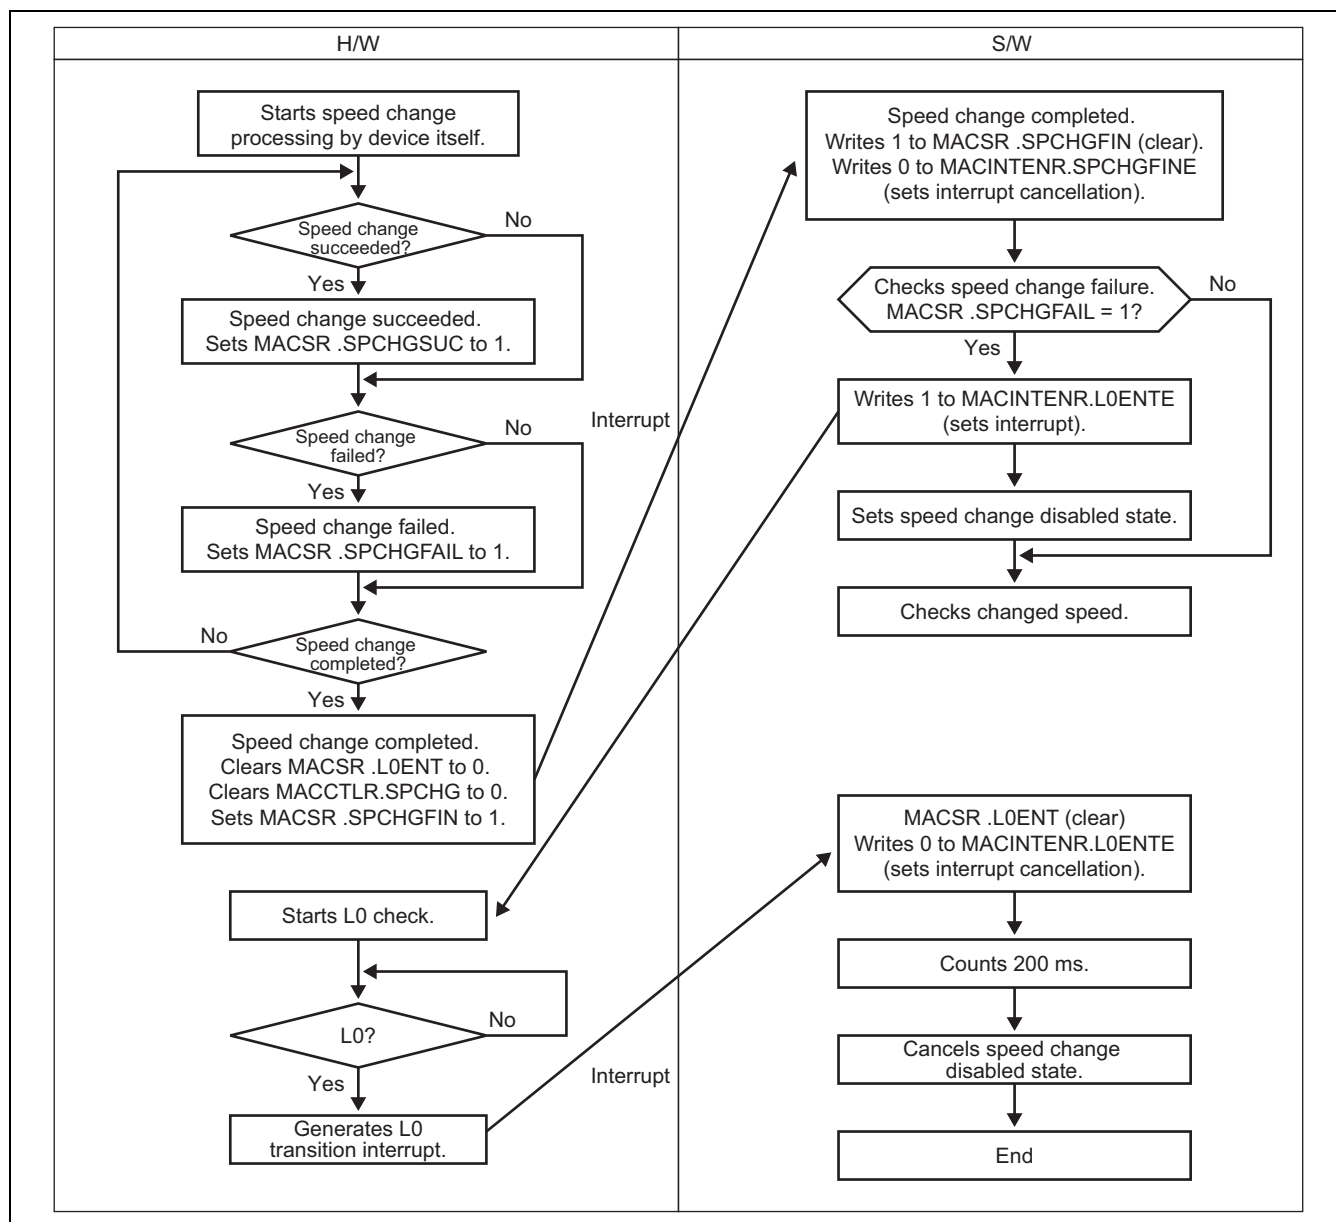 H/W
Starts speed change
processing by device itself.
Speed change
succeeded?
No
Yes
Speed change succeeded.
Sets MACSR .SPCHGSUC to 1.
Speed change
failed?
No
Yes
Speed change failed.
Sets MACSR .SPCHGFAIL to 1.
Speed change
completed?
No
Yes
Speed change completed.
Clears MACSR .L0ENT to 0.
Clears MACCTLR.SPCHG to 0.
Sets MACSR .SPCHGFIN to 1.
Interrupt
Starts L0 check.
L0?
No
Yes
Generates L0
transition interrupt.
Interrupt
S/W
Speed change completed.
Writes 1 to MACSR .SPCHGFIN (clear).
Writes 0 to MACINTENR.SPCHGFINE
(sets interrupt cancellation).
Checks speed change failure.
MACSR .SPCHGFAIL = 1?
No
Yes
Writes 1 to MACINTENR.L0ENTE
(sets interrupt).
Sets speed change disabled state.
Checks changed speed.
MACSR .L0ENT (clear)
Writes 0 to MACINTENR.L0ENTE
(sets interrupt cancellation).
Counts 200 ms.
Cancels speed change
disabled state.
End